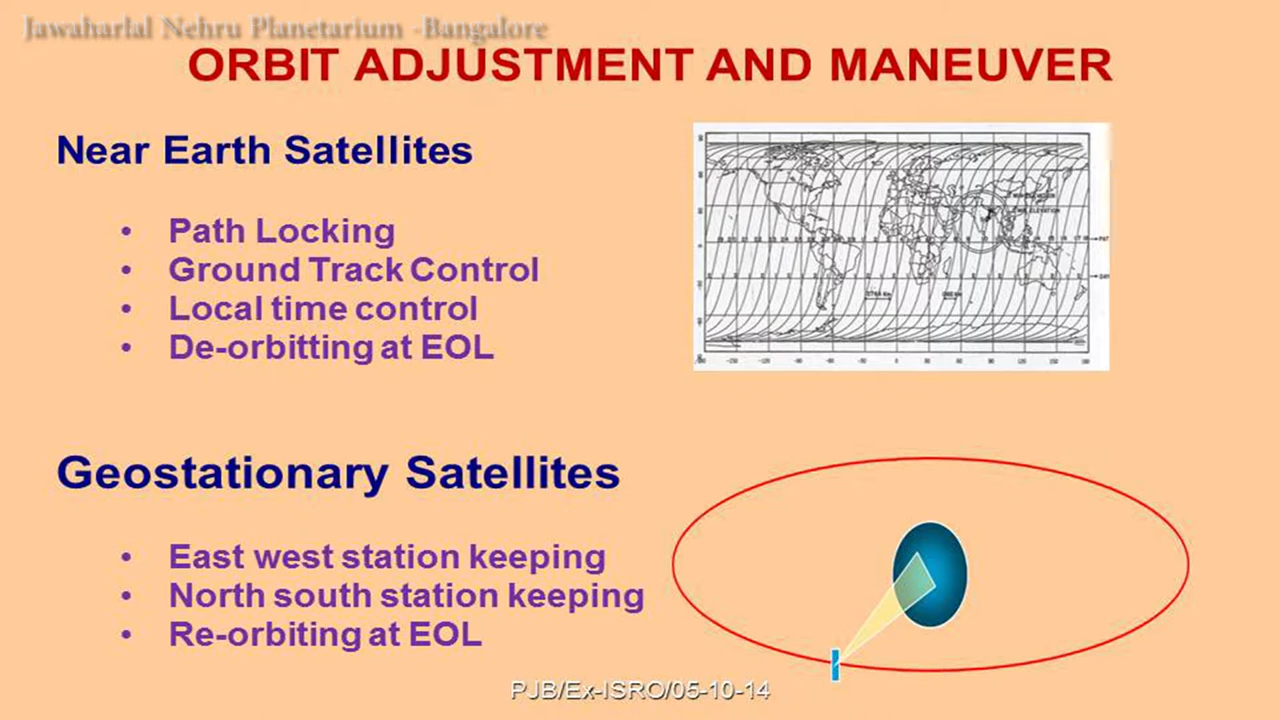 Jawaharlal Nehru Planetarium -Bangalore
ORBIT ADJUSTMENT AND MANEUVER
Near Earth Satellites
• Path Locking
• Ground Track Control
• Local time control
• De-orbitting at EOL
Geostationary Satellites
• East west station keeping
• North south station keeping
• Re-orbiting at EOL
PJB/Ex-ISRO/05-10-14